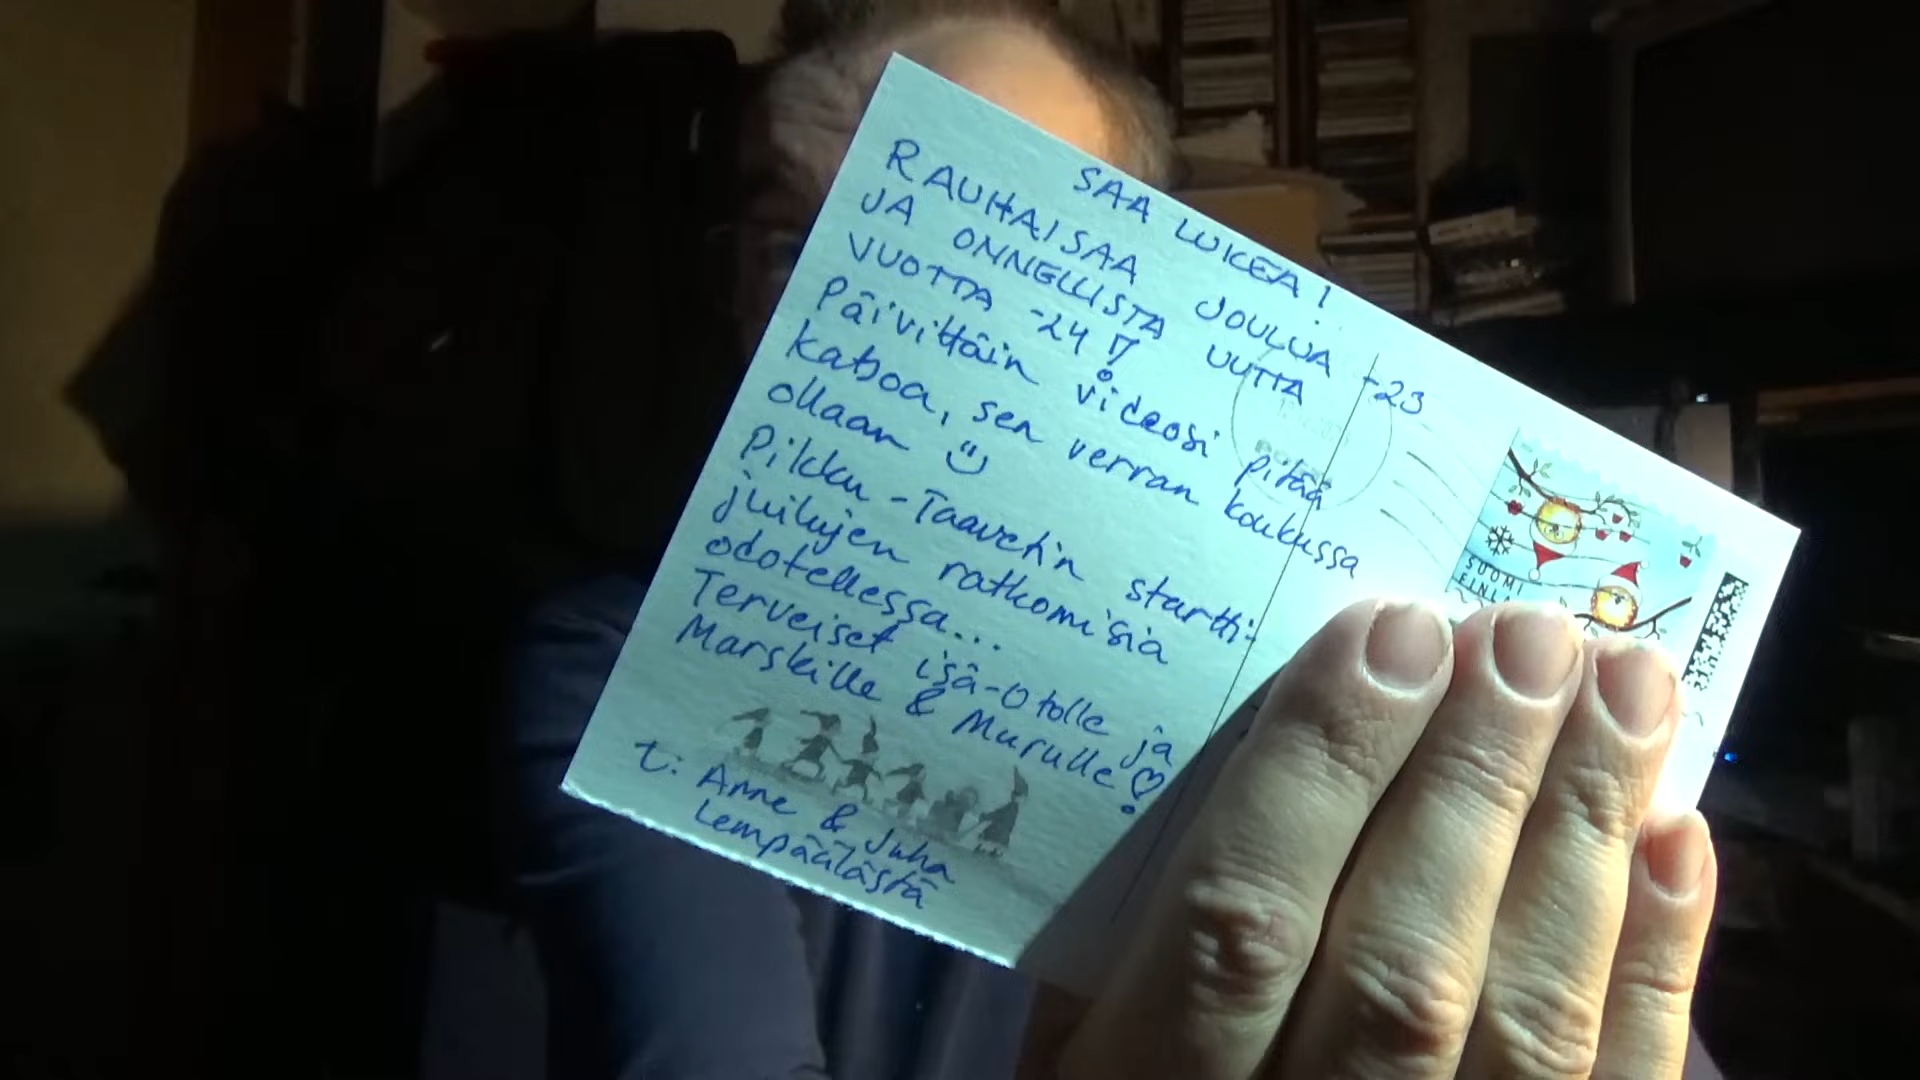 SAA LUKEA!
RAUHAISAA JOULUA -23
JA ONNELLISTA UUTTA
VUOTTA -24!
Päivittäin videosi pitää
katsoa, sen verran koukussa
ollaan
Pikku-Taavetin startti-
juilujen ratkomisia
odotellessa...
Terveiset isä-Otolle ja
Marskille & Murulle♡!
t: Anne & Juha
Lempäälästä
SUOMI